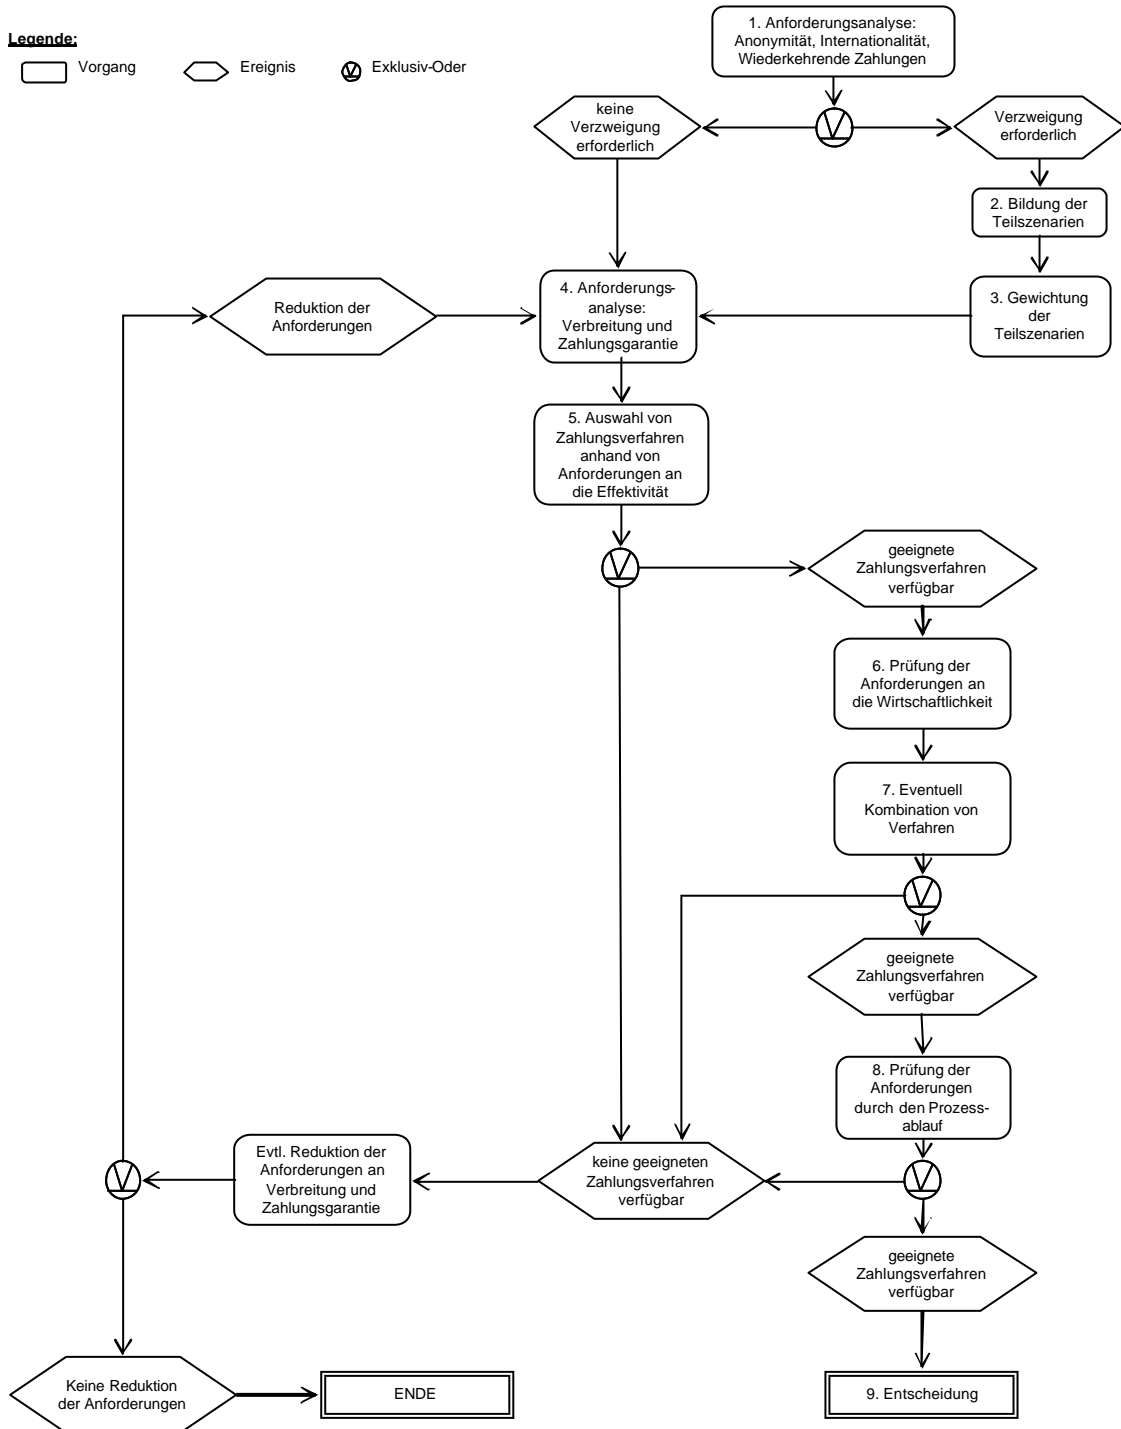 Legende:
Vorgang
Ereignis
Exklusiv-Oder
1. Anforderungsanalyse:
Anonymität, Internationalität,
Wiederkehrende Zahlungen
keine
Verzweigung
erforderlich
Verzweigung
erforderlich
2. Bildung der
Teilszenarien
3. Gewichtung
der
Teilszenarien
Reduktion der
Anforderungen
4. Anforderungs-
analyse:
Verbreitung und
Zahlungsgarantie
5. Auswahl von
Zahlungsverfahren
anhand von
Anforderungen an
die Effektivität
geeignete
Zahlungsverfahren
verfügbar
6. Prüfung der
Anforderungen an
die Wirtschaftlichkeit
7. Eventuell
Kombination von
Verfahren
geeignete
Zahlungsverfahren
verfügbar
8. Prüfung der
Anforderungen
durch den Prozess-
ablauf
Evtl. Reduktion der
Anforderungen an
Verbreitung und
Zahlungsgarantie
keine geeigneten
Zahlungsverfahren
verfügbar
geeignete
Zahlungsverfahren
verfügbar
Keine Reduktion
der Anforderungen
ENDE
9. Entscheidung